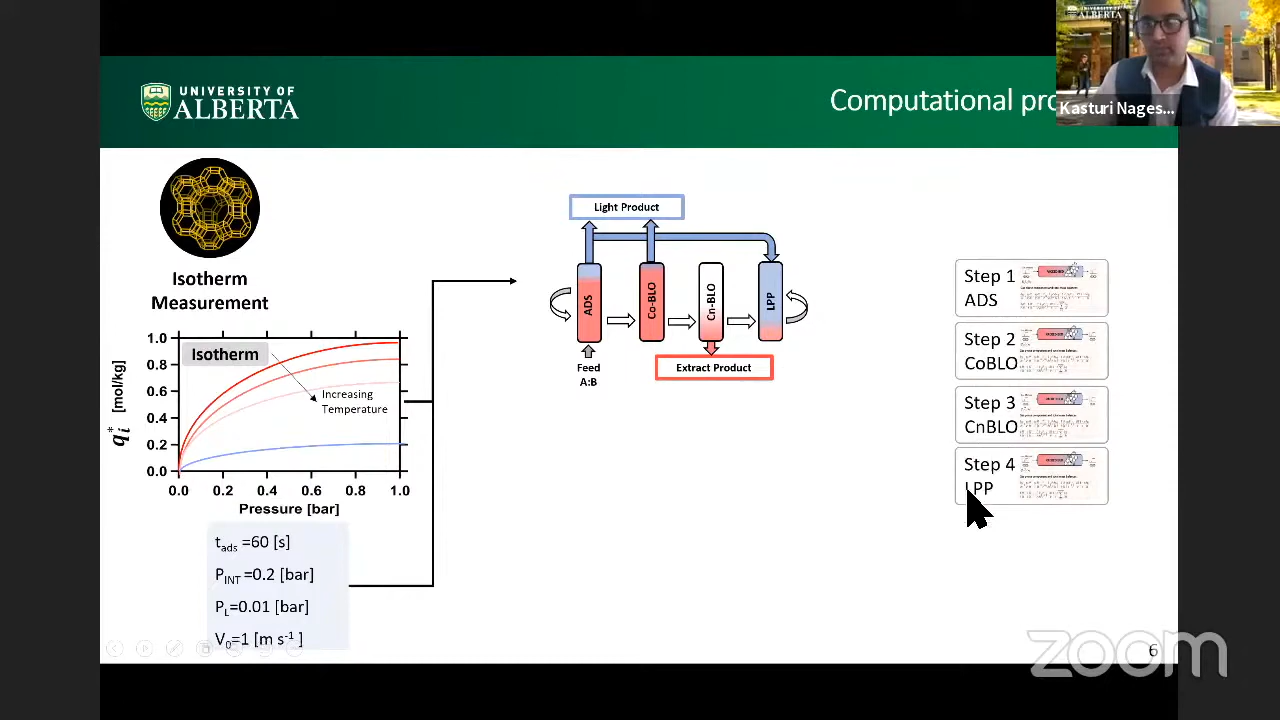 UNIVERSITY OF
ALBERTA
Computational pro
ALBERTA
Kasturi Nages...
Isotherm
Measurement
q*i [mol/kg]
1.0
0.8
0.6
0.4
0.2
0.0
Isotherm
Increasing
Temperature
0.0 0.2 0.4 0.6 0.8 1.0
Pressure [bar]
tads =60 [s]
PINT =0.2 [bar]
PL=0.01 [bar]
V0=1 [m s-1 ]
Light Product
ADS
Co-BLO
Cn-BLO
LPP
Feed
A:B
Extract Product
Step 1
ADS
Step 2
CoBLO
Step 3
CnBLO
Step 4
LPP
zoom
6